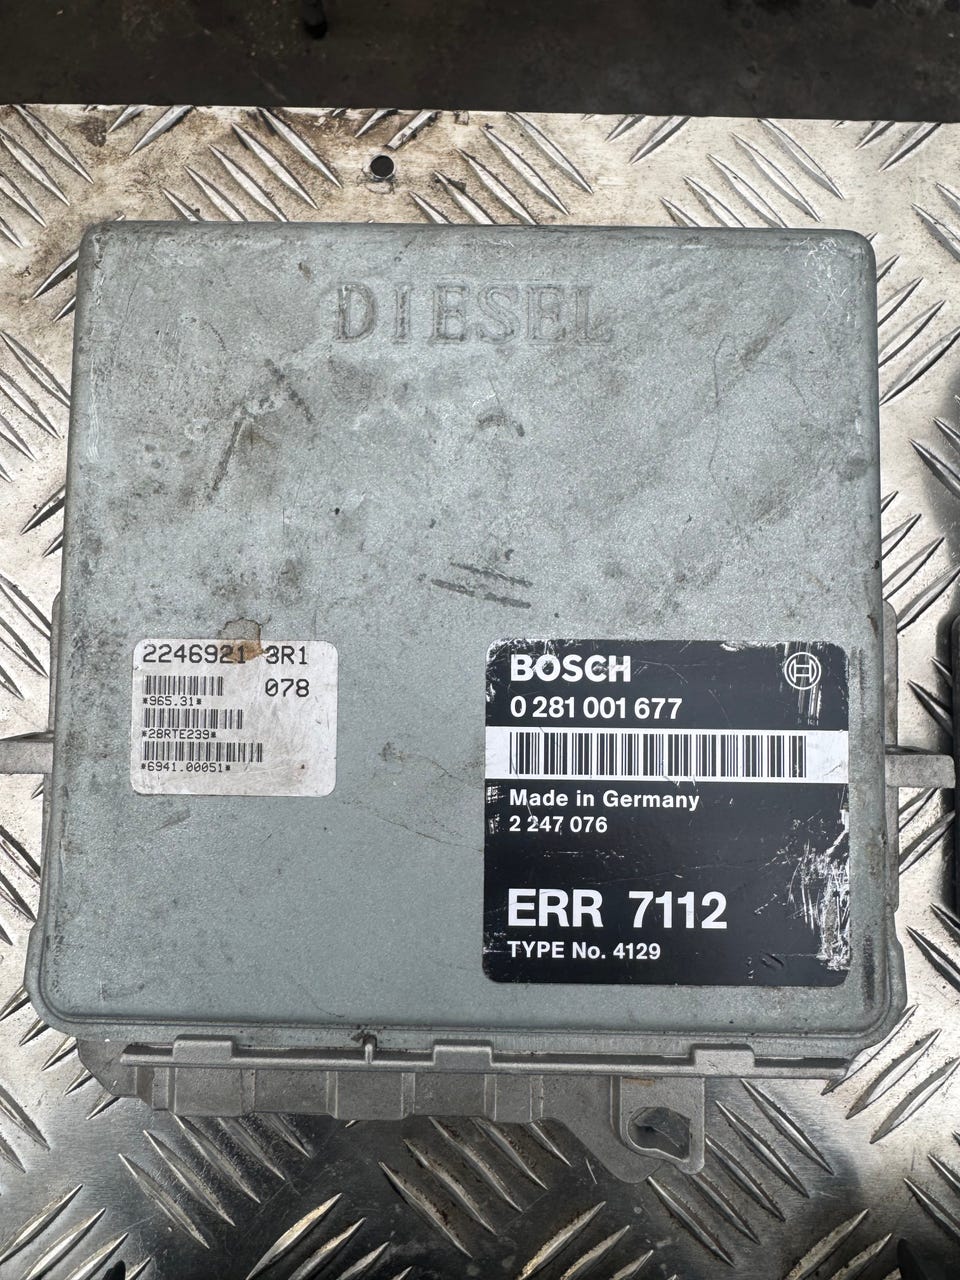 DIESEL
2246921 3R1
078
*965.31*
*28RTE239*
*6941.00051*
BOSCH
0 281 001 677
Made in Germany
2 247 076
ERR 7112
TYPE No. 4129